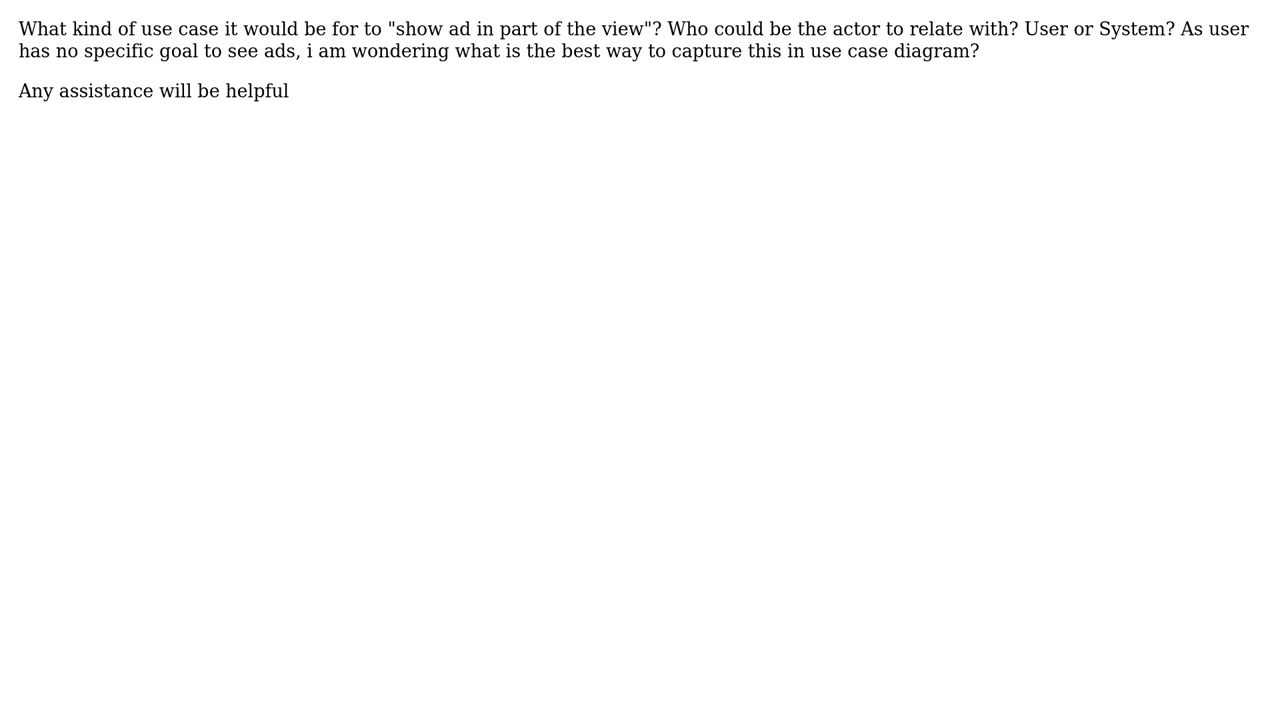 What kind of use case it would be for to "show ad in part of the view"? Who could be the actor to relate with? User or System? As user
has no specific goal to see ads, i am wondering what is the best way to capture this in use case diagram?
Any assistance will be helpful